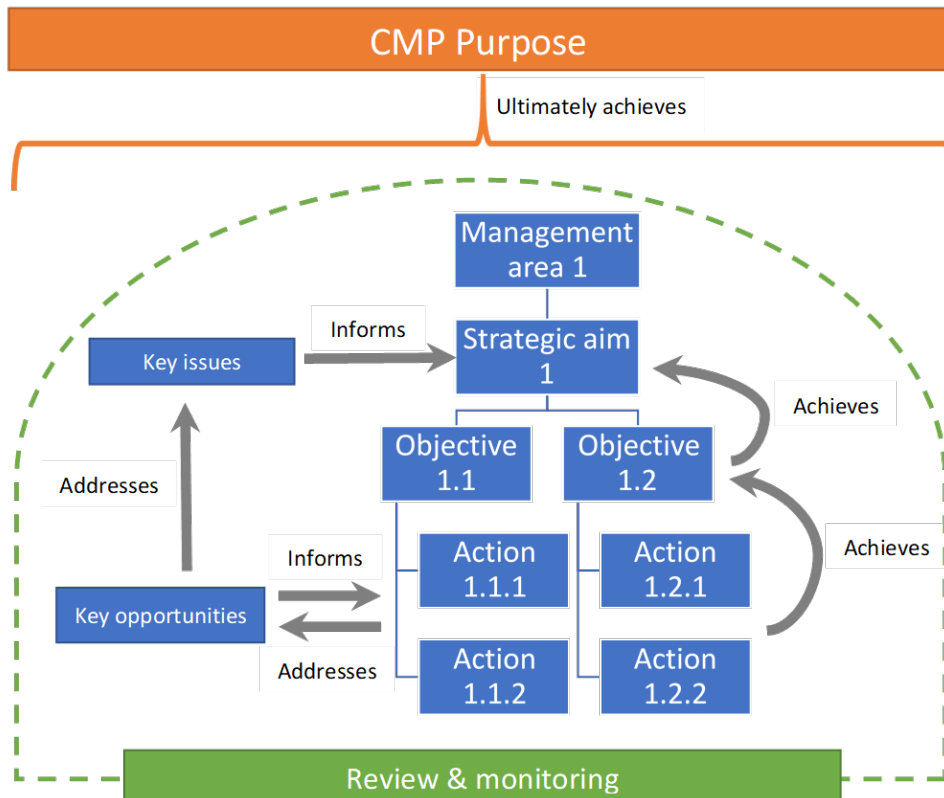 CMP Purpose
Ultimately achieves
Management
area 1
Informs
Strategic aim
1
Key issues
Achieves
Objective
1.1
Objective
1.2
Addresses
Informs
Action
1.1.1
Action
1.2.1
Achieves
Key opportunities
Addresses
Action
1.1.2
Action
1.2.2
Review & monitoring